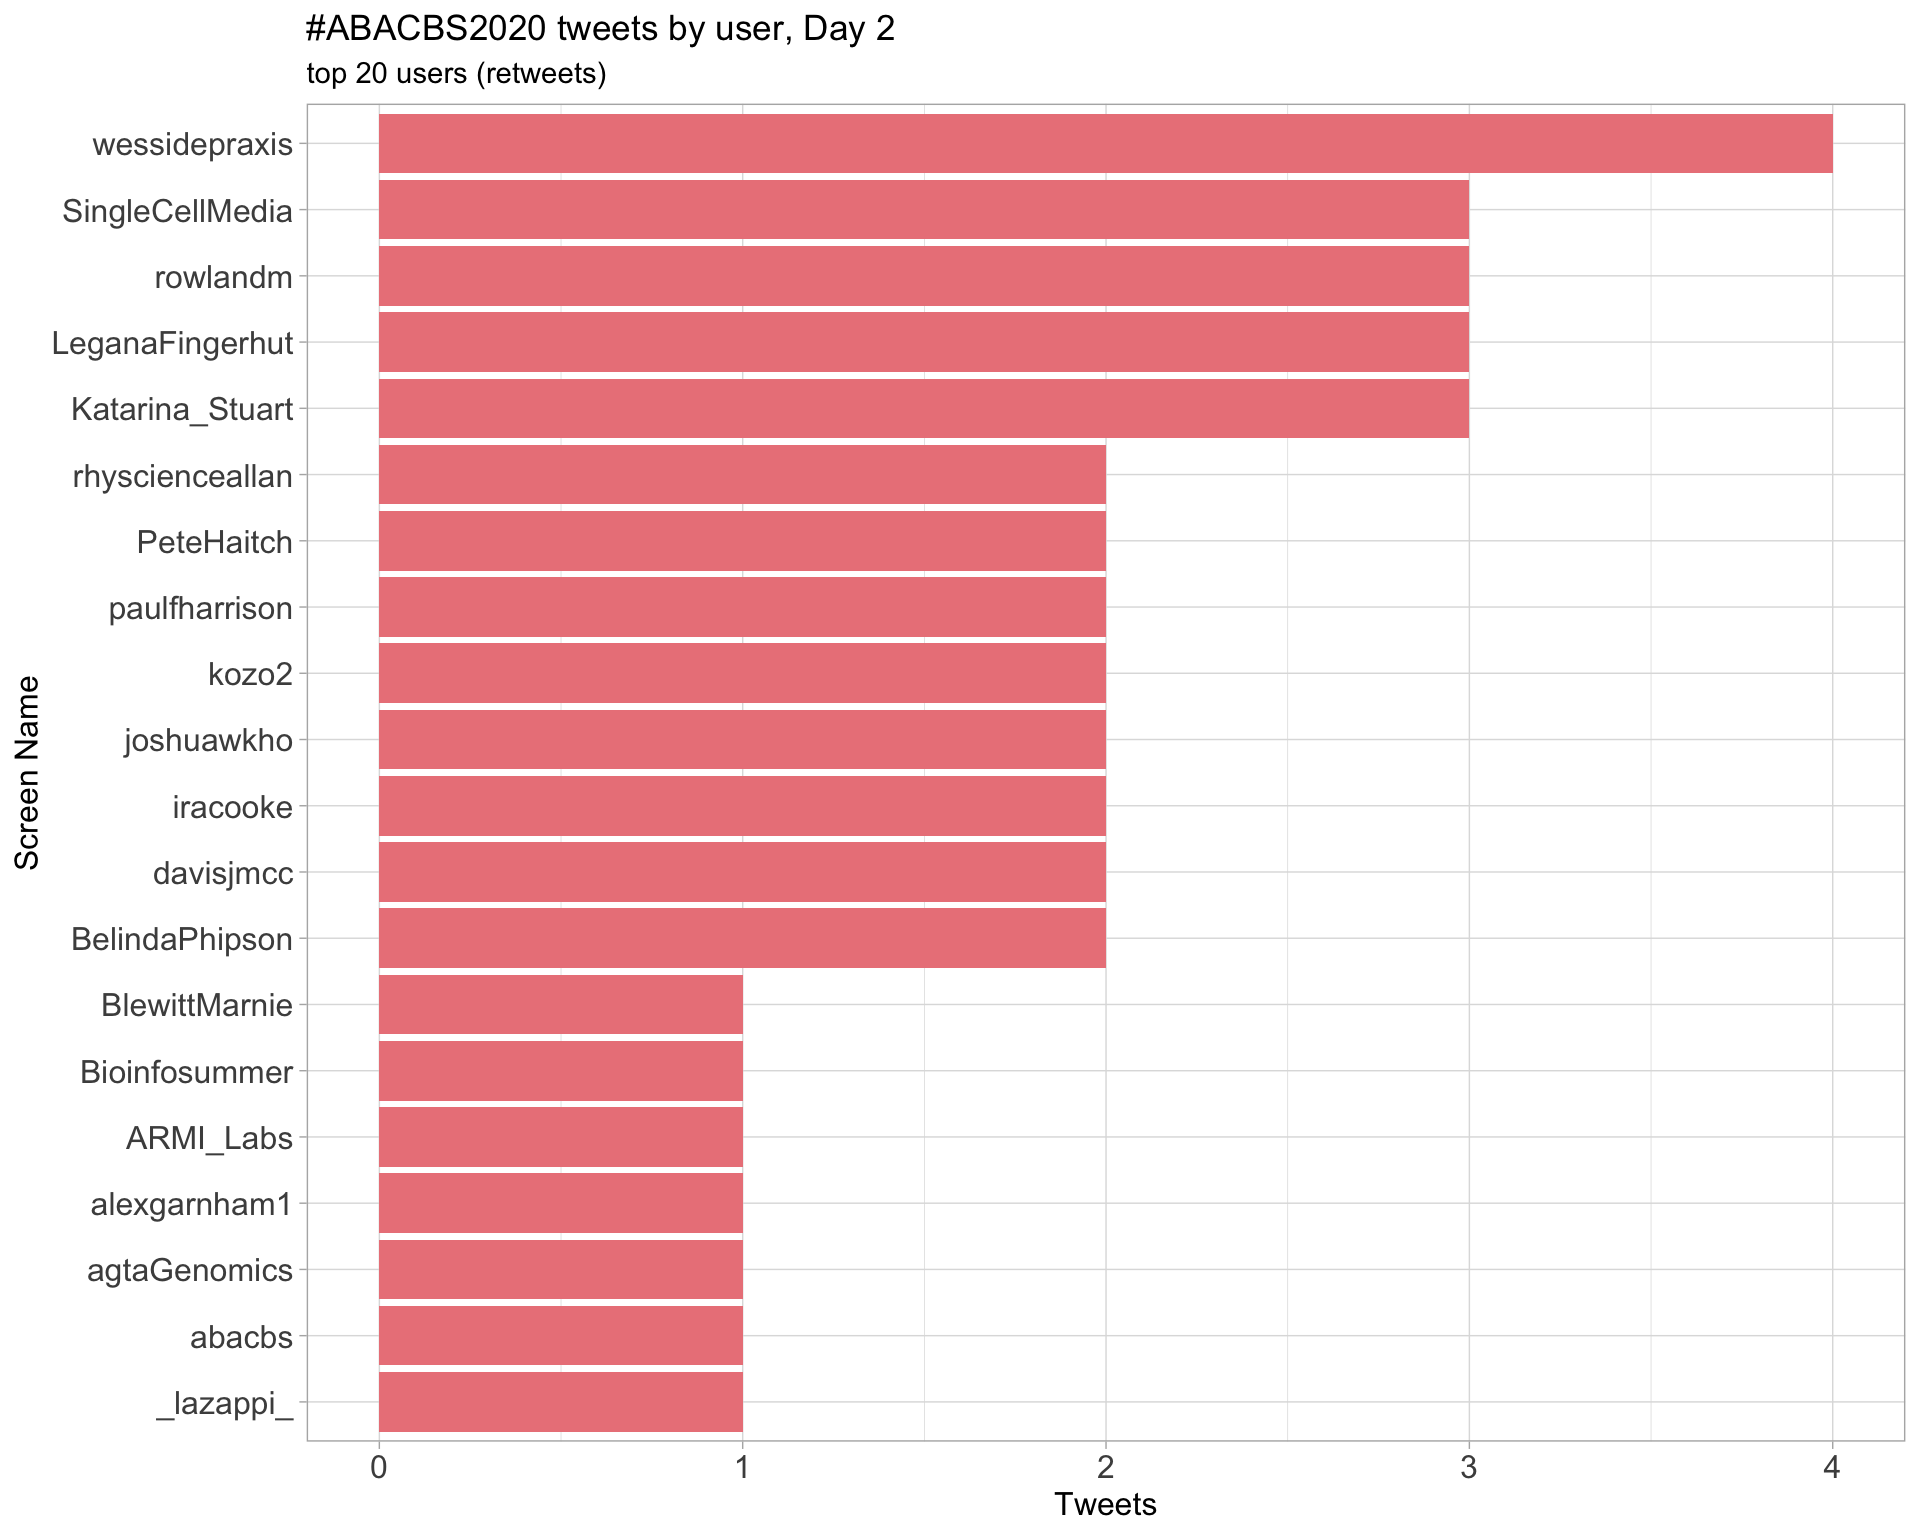 #ABACBS2020 tweets by user, Day 2
top 20 users (retweets)
wessidepraxis
SingleCellMedia
rowlandm
LeganaFingerhut
Katarina_Stuart
rhyscienceallan
PeteHaitch
paulfharrison
kozo2
joshuawkho
iracooke
davisjmcc
BelindaPhipson
BlewittMarnie
Bioinfosummer
ARMI_Labs
alexgarnham1
agtaGenomics
abacbs
_lazappi_
Screen Name
0 1 2 3 4
Tweets